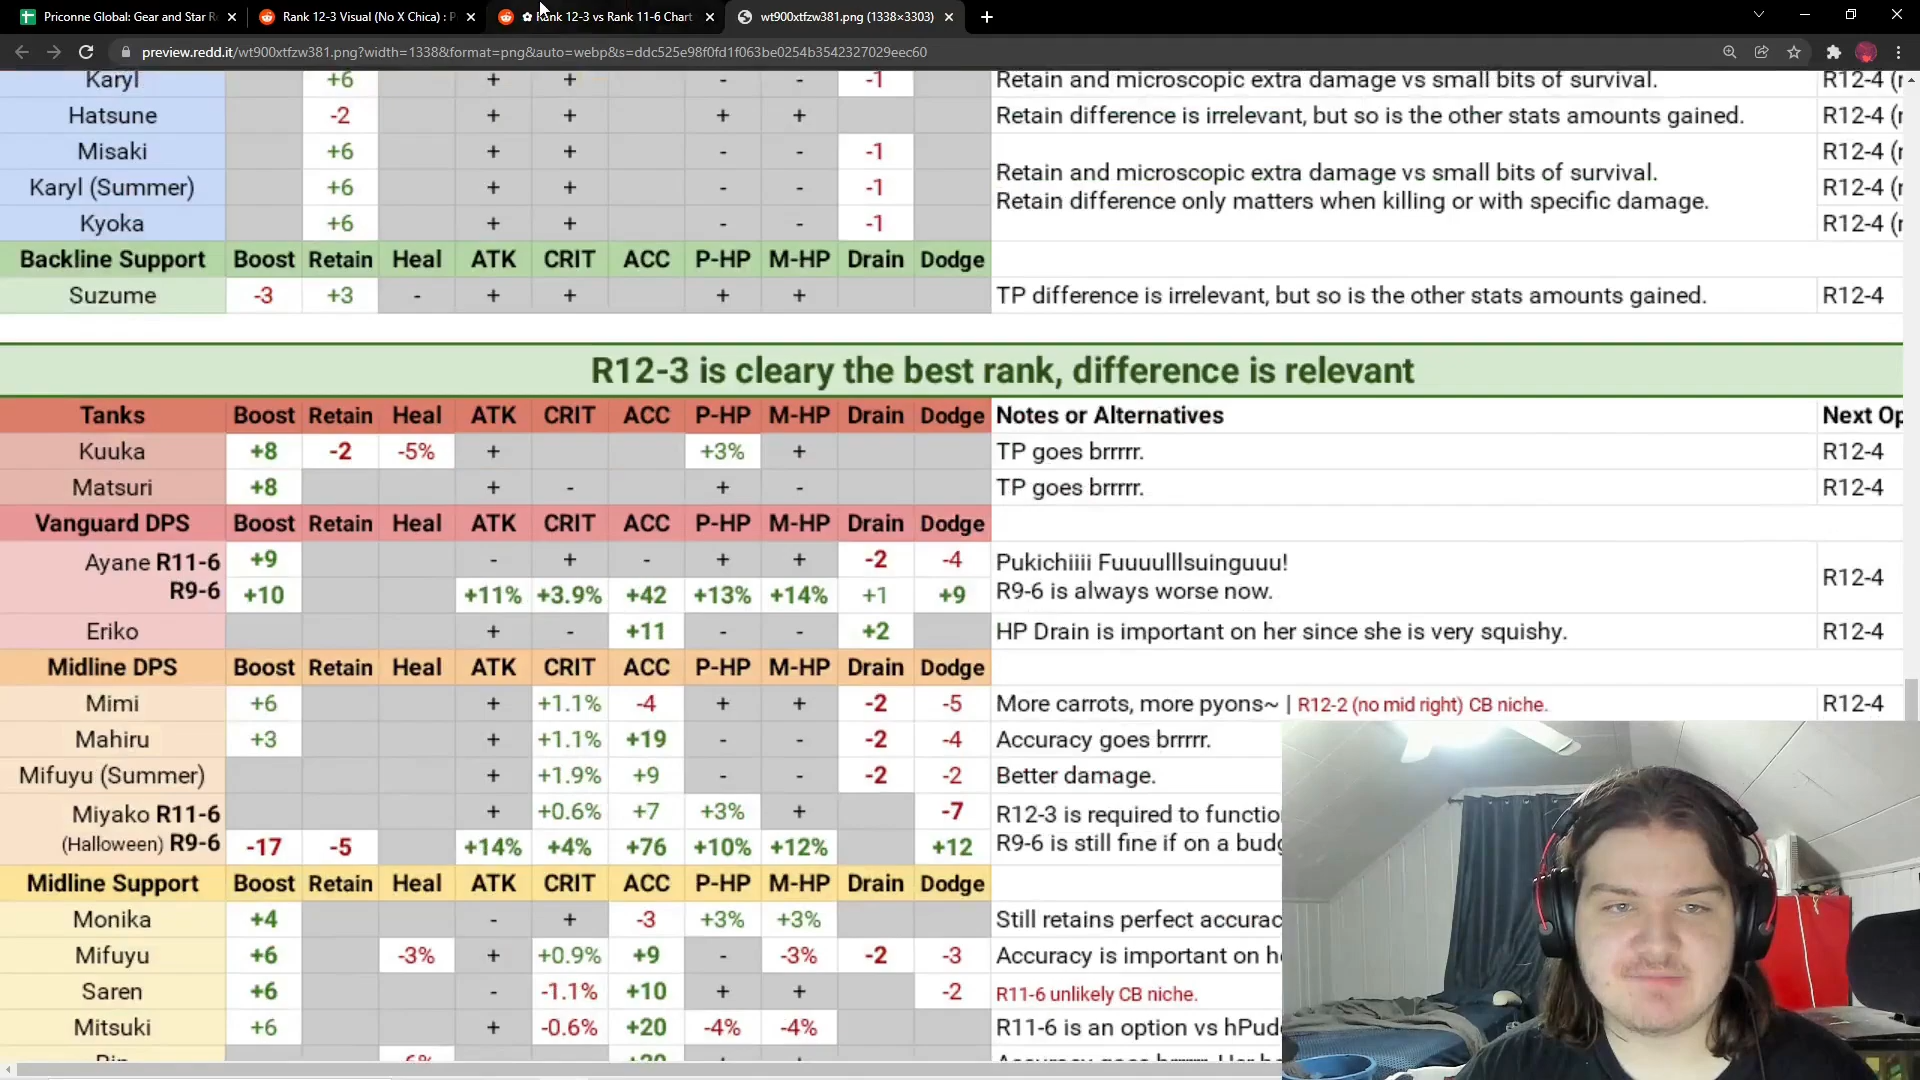 Priconne Global: Gear and Star R
Rank 12-3 Visual (No X Chica) : P
✿ Rank 12-3 vs Rank 11-6 Chart
wt900xtfzw381.png (1338×3303)
preview.redd.it/wt900xtfzw381.png?width=1338&format=png&auto=webp&s=ddc525e98f0fd1f063be0254b3542327029eec60
Karyl +6 + + - - -1 Retain and microscopic extra damage vs small bits of survival. R12-4 (r
Hatsune -2 + + + + Retain difference is irrelevant, but so is the other stats amounts gained. R12-4 (r
Misaki +6 + + - - -1 R12-4 (r
Retain and microscopic extra damage vs small bits of survival.
Karyl (Summer) +6 + + - - -1 R12-4 (r
Retain difference only matters when killing or with specific damage.
Kyoka +6 + + - - -1 R12-4 (r
Backline Support Boost Retain Heal ATK CRIT ACC P-HP M-HP Drain Dodge
Suzume -3 +3 - + + + + TP difference is irrelevant, but so is the other stats amounts gained. R12-4
R12-3 is cleary the best rank, difference is relevant
Tanks Boost Retain Heal ATK CRIT ACC P-HP M-HP Drain Dodge Notes or Alternatives Next Op
Kuuka +8 -2 -5% + +3% + TP goes brrrrr. R12-4
Matsuri +8 + - + - TP goes brrrrr. R12-4
Vanguard DPS Boost Retain Heal ATK CRIT ACC P-HP M-HP Drain Dodge
Ayane R11-6 +9 - + - + + -2 -4 Pukichiiii Fuuuulllsuinguuu!
R12-4
R9-6 +10 +11% +3.9% +42 +13% +14% +1 +9 R9-6 is always worse now.
Eriko + - +11 - - +2 HP Drain is important on her since she is very squishy. R12-4
Midline DPS Boost Retain Heal ATK CRIT ACC P-HP M-HP Drain Dodge
Mimi +6 + +1.1% -4 + + -2 -5 More carrots, more pyons~ | R12-2 (no mid right) CB niche. R12-4
Mahiru +3 + +1.1% +19 - - -2 -4 Accuracy goes brrrrr.
Mifuyu (Summer) + +1.9% +9 - - -2 -2 Better damage.
Miyako R11-6 + +0.6% +7 +3% + -7 R12-3 is required to functio
(Halloween) R9-6 -17 -5 +14% +4% +76 +10% +12% +12 R9-6 is still fine if on a budg
Midline Support Boost Retain Heal ATK CRIT ACC P-HP M-HP Drain Dodge
Monika +4 - + -3 +3% +3% Still retains perfect accurac
Mifuyu +6 -3% + +0.9% +9 - -3% -2 -3 Accuracy is important on h
Saren +6 - -1.1% +10 + + -2 R11-6 unlikely CB niche.
Mitsuki +6 + -0.6% +20 -4% -4% R11-6 is an option vs hPud